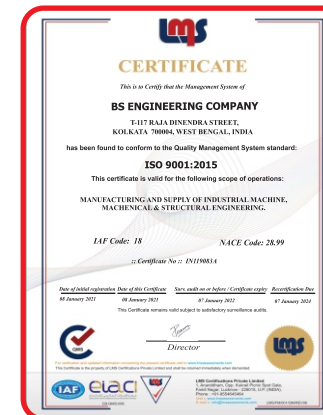 LMS
CERTIFICATE
This is to Certify that the Management System of
BS ENGINEERING COMPANY
T-117 RAJA DINENDRA STREET,
KOLKATA 700004, WEST BENGAL, INDIA
has been found to conform to the Quality Management System standard:
ISO 9001:2015
This certificate is valid for the following scope of operations:
MANUFACTURING AND SUPPLY OF INDUSTRIAL MACHINE,
MACHENICAL & STRUCTURAL ENGINEERING.
IAF Code: 18 NACE Code: 28.99
:: Certificate No :: IN119083A
Date of initial registration Date of this Certificate Surv. audit on or before / Certificate expiry Recertification Due
08 January 2021 08 January 2021 07 January 2022 07 January 2024
This Certificate remains valid subject to satisfactory surveillance audits.
Director
LMS
IAF
LMS Certifications Private Limited